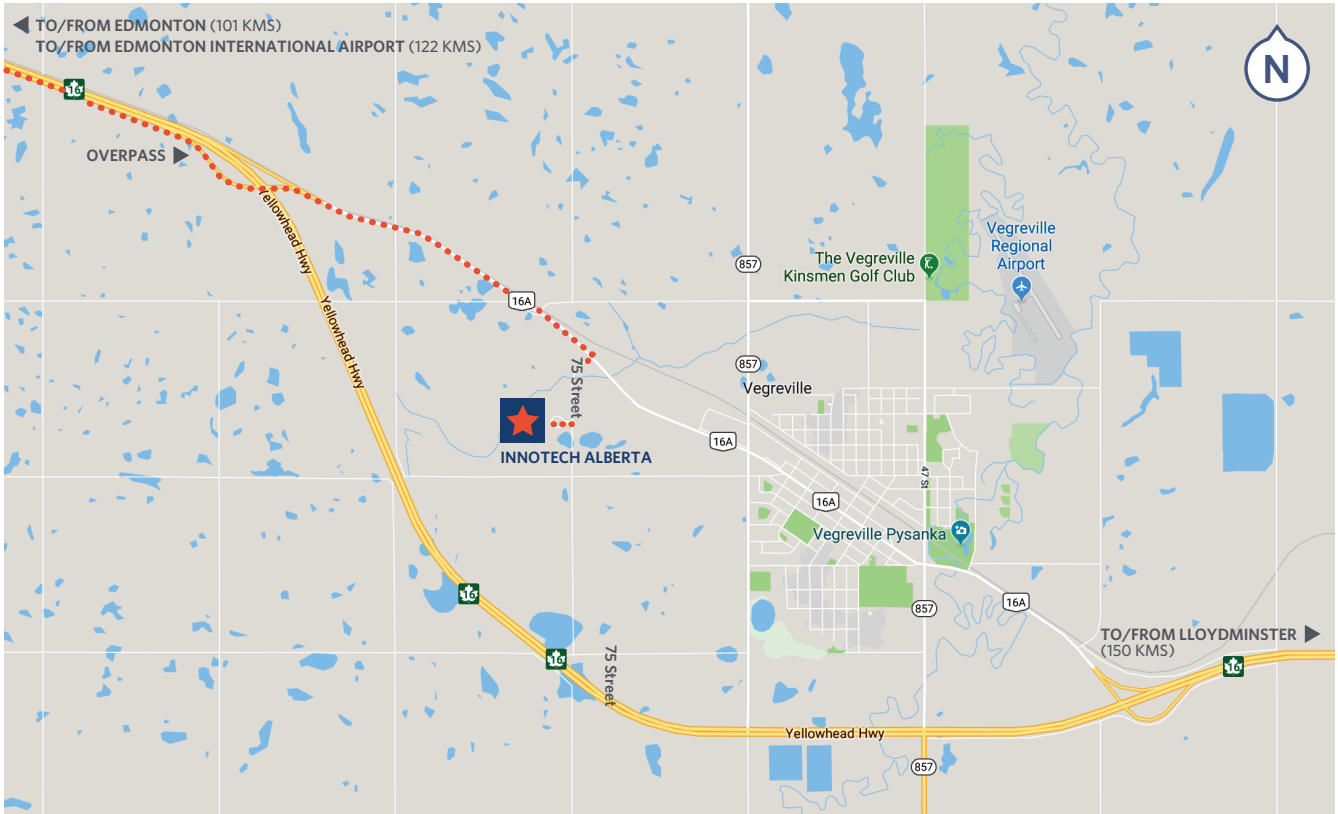 TO/FROM EDMONTON (101 KMS)
TO/FROM EDMONTON INTERNATIONAL AIRPORT (122 KMS)
N
16
OVERPASS
Yellowhead Hwy
Vegreville
Regional
Airport
The Vegreville
Kinsmen Golf Club
857
16A
Yellowhead Hwy
75 Street
857
Vegreville
INNOTECH ALBERTA
16A
47 St
16A
Vegreville Pysanka
16
857
16A
TO/FROM LLOYDMINSTER
(150 KMS)
16
16
75 Street
Yellowhead Hwy
857